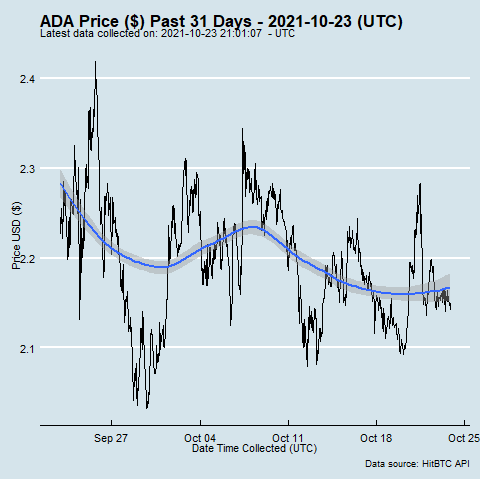 ADA Price ($) Past 31 Days - 2021-10-23 (UTC)
Latest data collected on: 2021-10-23 21:01:07 - UTC
2.4
2.3
2.2
2.1
Price USD ($)
Sep 27
Oct 04
Oct 11
Oct 18
Oct 25
Date Time Collected (UTC)
Data source: HitBTC API